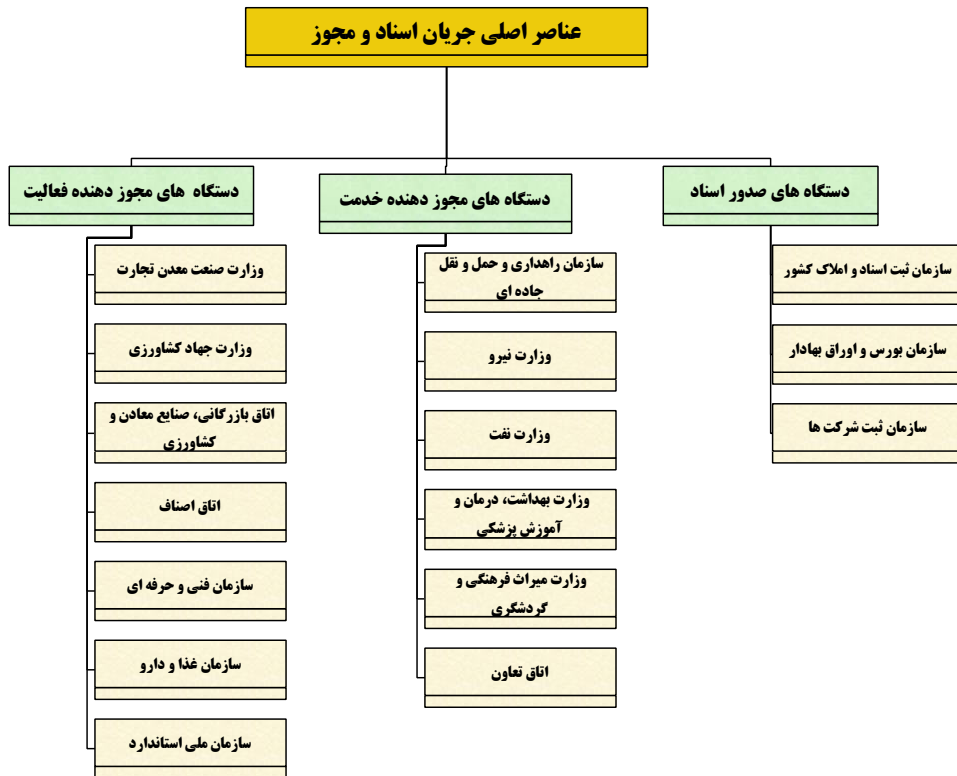 عناصر اصلی جریان اسناد و مجوز
دستگاه های صدور اسناد
سازمان ثبت اسناد و املاک کشور
سازمان بورس و اوراق بهادار
سازمان ثبت شرکت ها
دستگاه های مجوز دهنده خدمت
سازمان راهداری و حمل و نقل
جاده ای
وزارت نیرو
وزارت نفت
وزارت بهداشت، درمان و
آموزش پزشکی
وزارت میراث فرهنگی و
گردشگری
اتاق تعاون
دستگاه های مجوز دهنده فعالیت
وزارت صنعت معدن تجارت
وزارت جهاد کشاورزی
اتاق بازرگانی، صنایع معادن و
کشاورزی
اتاق اصناف
سازمان فنی و حرفه ای
سازمان غذا و دارو
سازمان ملی استاندارد